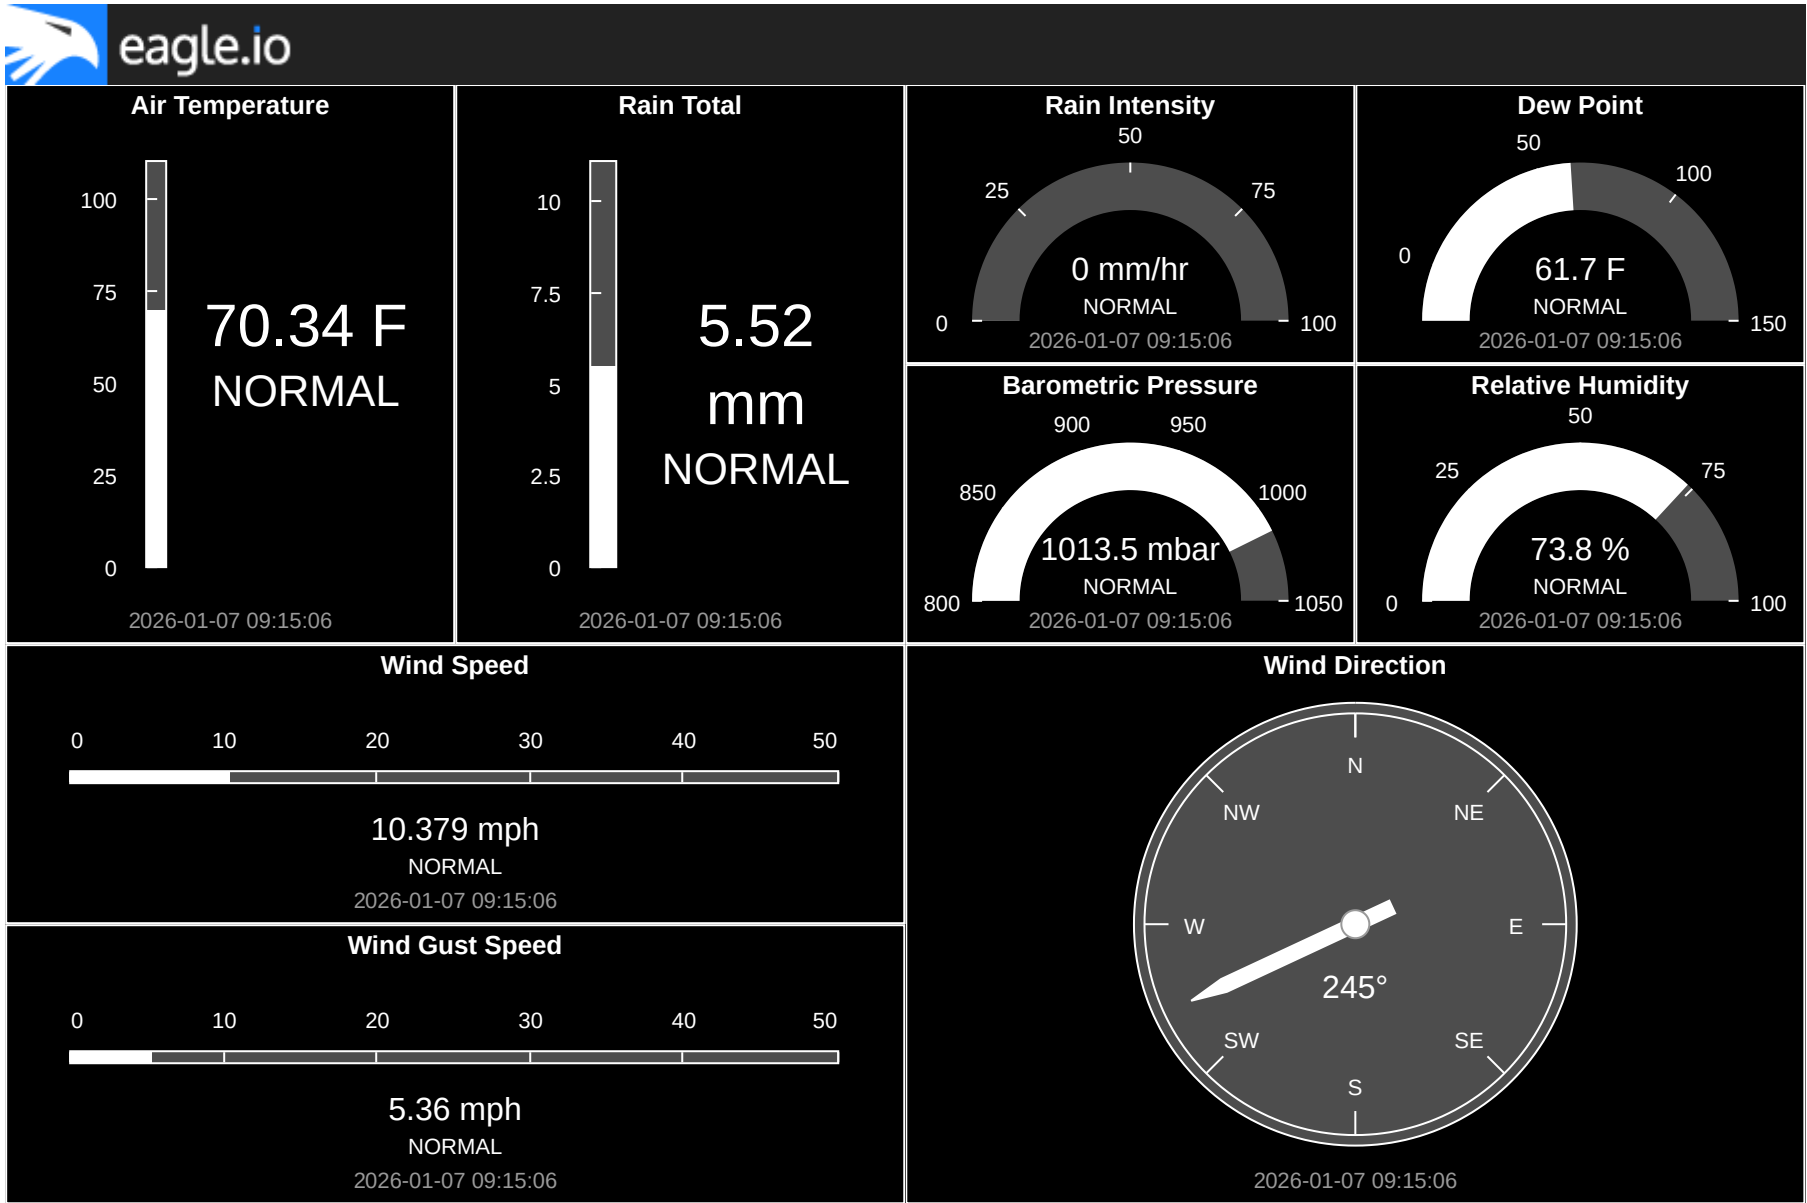 eagle.io
Air Temperature
100
75
50
25
0
70.34 F
NORMAL
2026-01-07 09:15:06
Rain Total
10
7.5
5
2.5
0
5.52
mm
NORMAL
2026-01-07 09:15:06
Rain Intensity
50
25
75
0
100
0 mm/hr
NORMAL
2026-01-07 09:15:06
Dew Point
50
100
0
150
61.7 F
NORMAL
2026-01-07 09:15:06
Barometric Pressure
900
950
850
1000
800
1050
1013.5 mbar
NORMAL
2026-01-07 09:15:06
Relative Humidity
50
25
75
0
100
73.8 %
NORMAL
2026-01-07 09:15:06
Wind Speed
0 10 20 30 40 50
10.379 mph
NORMAL
2026-01-07 09:15:06
Wind Gust Speed
0 10 20 30 40 50
5.36 mph
NORMAL
2026-01-07 09:15:06
Wind Direction
N
NW NE
W E
245°
SW SE
S
2026-01-07 09:15:06